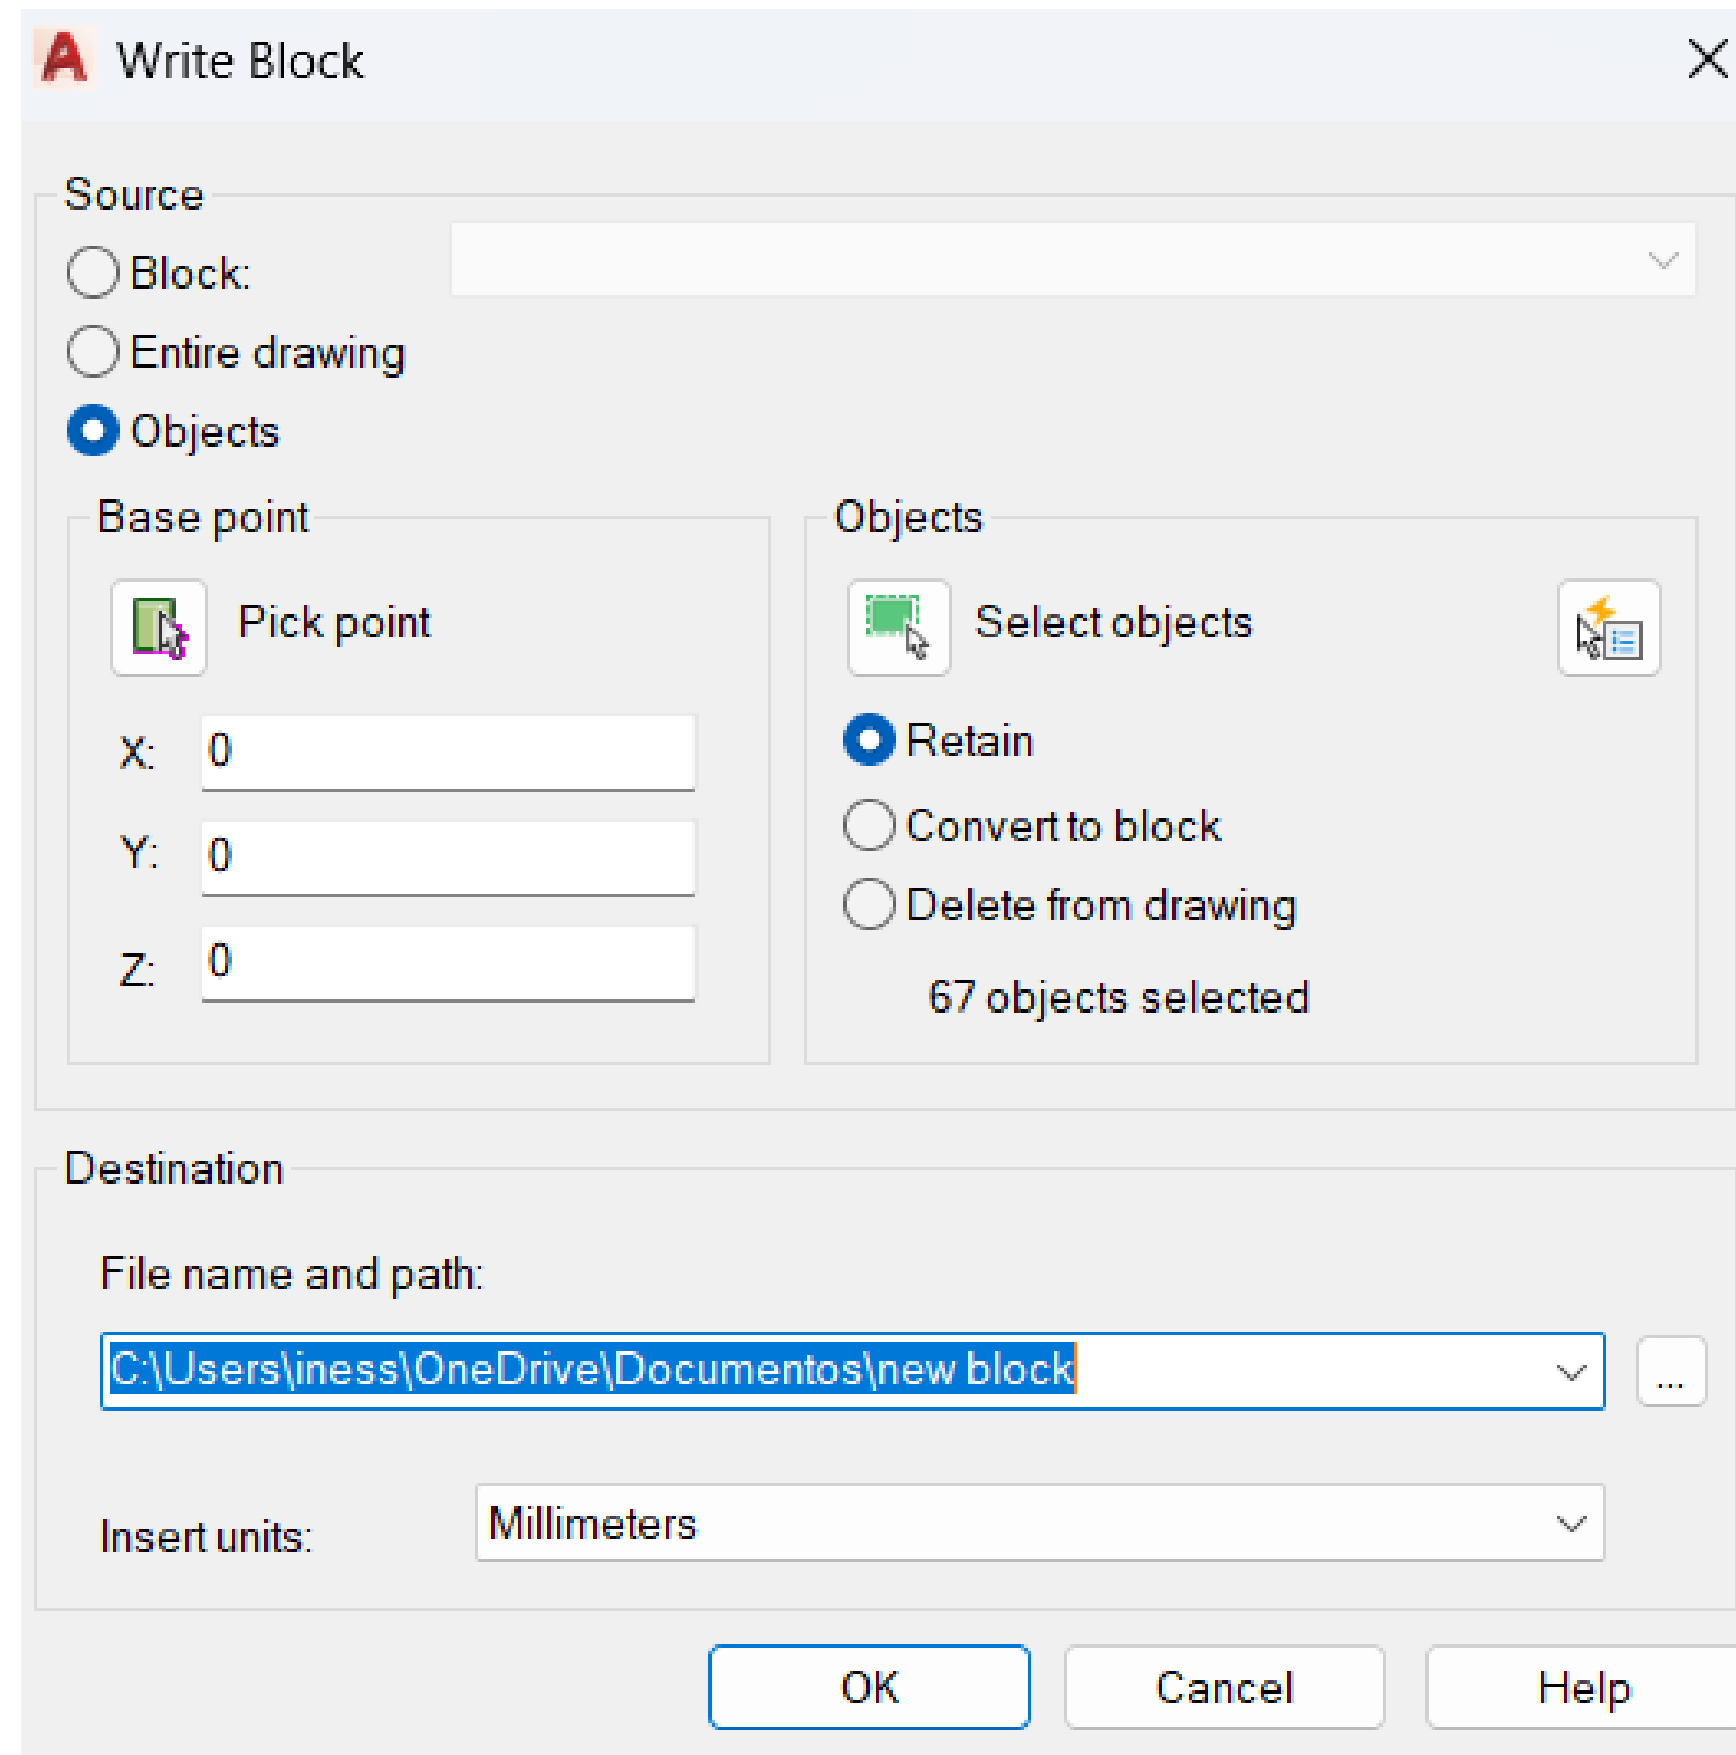 Write Block
Source
Block:
Entire drawing
Objects
Base point
Pick point
X: 0
Y: 0
Z: 0
Objects
Select objects
Retain
Convert to block
Delete from drawing
67 objects selected
Destination
File name and path:
C:\Users\iness\OneDrive\Documentos\new block
...
Insert units: Millimeters
OK Cancel Help